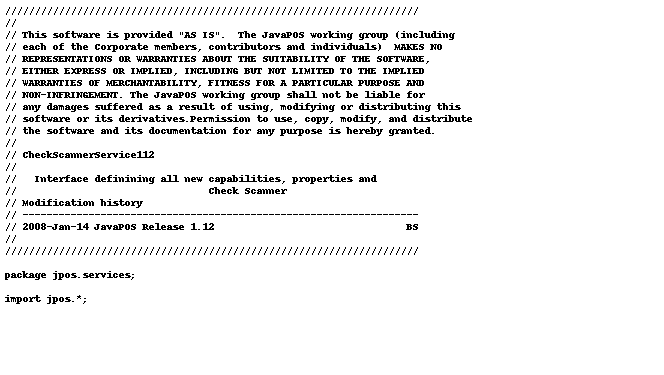 /////////////////////////////////////////////////////////////////////
//
// This software is provided "AS IS".  The JavaPOS working group (including
// each of the Corporate members, contributors and individuals)  MAKES NO
// REPRESENTATIONS OR WARRANTIES ABOUT THE SUITABILITY OF THE SOFTWARE,
// EITHER EXPRESS OR IMPLIED, INCLUDING BUT NOT LIMITED TO THE IMPLIED
// WARRANTIES OF MERCHANTABILITY, FITNESS FOR A PARTICULAR PURPOSE AND
// NON-INFRINGEMENT. The JavaPOS working group shall not be liable for
// any damages suffered as a result of using, modifying or distributing this
// software or its derivatives.Permission to use, copy, modify, and distribute
// the software and its documentation for any purpose is hereby granted.
//
// CheckScannerService112
//
//   Interface definining all new capabilities, properties and
//                                Check Scanner
// Modification history
// ------------------------------------------------------------------
// 2008-Jan-14 JavaPOS Release 1.12                                BS
//
/////////////////////////////////////////////////////////////////////
package jpos.services;
import jpos.*;